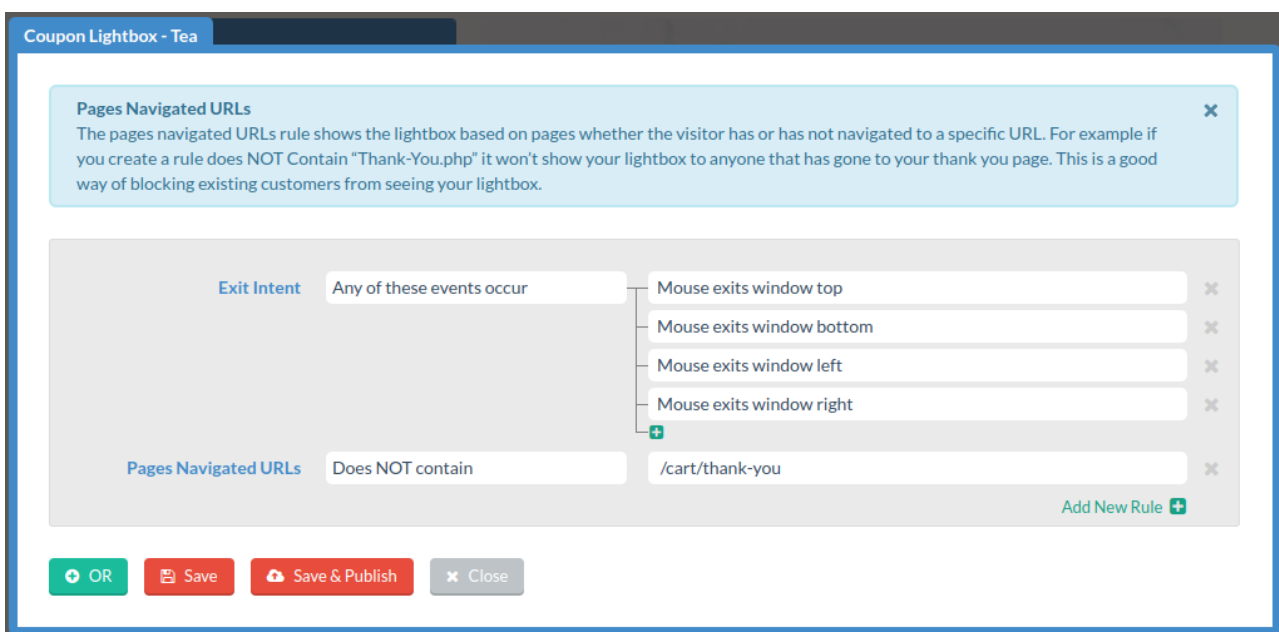 Coupon Lightbox - Tea
Pages Navigated URLs
The pages navigated URLs rule shows the lightbox based on pages whether the visitor has or has not navigated to a specific URL. For example if
you create a rule does NOT Contain “Thank-You.php” it won’t show your lightbox to anyone that has gone to your thank you page. This is a good
way of blocking existing customers from seeing your lightbox.
Exit Intent Any of these events occur Mouse exits window top
Mouse exits window bottom
Mouse exits window left
Mouse exits window right
Pages Navigated URLs Does NOT contain /cart/thank-you
Add New Rule
OR Save Save & Publish Close